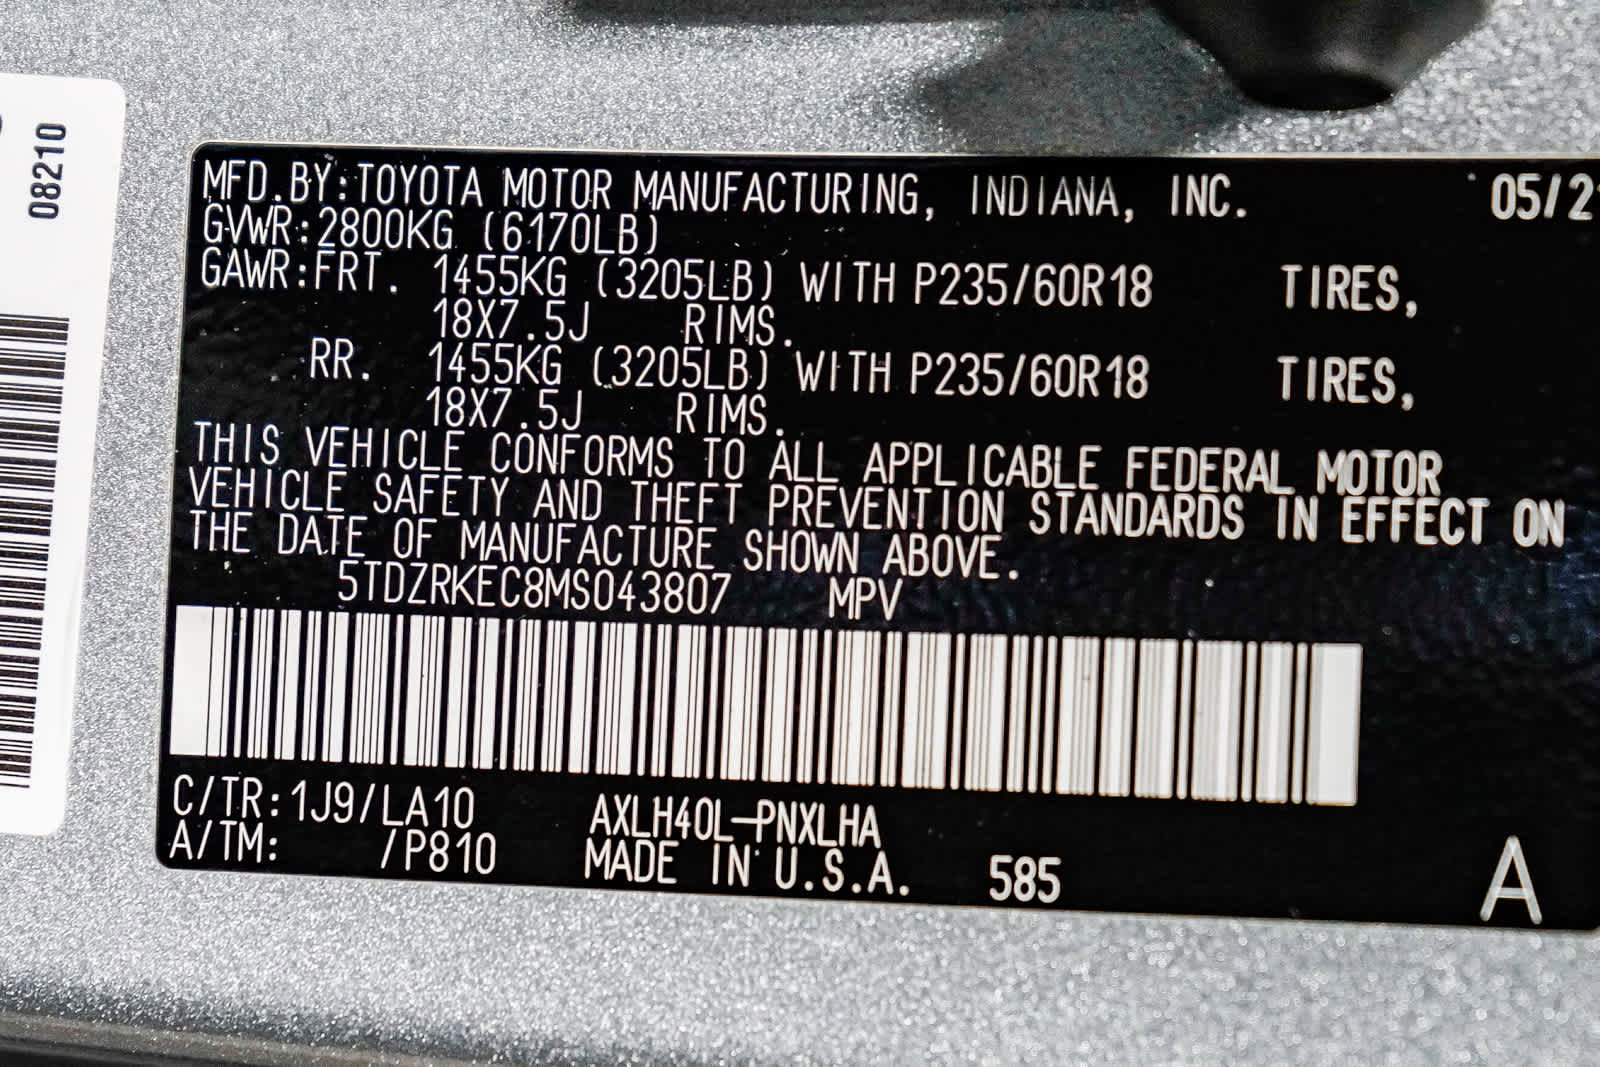 08210
MFD.BY:TOYOTA MOTOR MANUFACTURING, INDIANA, INC. 05/21
GVWR:2800KG (6170LB)
GAWR:FRT. 1455KG (3205LB) WITH P235/60R18 TIRES,
18X7.5J RIMS.
RR. 1455KG (3205LB) WITH P235/60R18 TIRES,
18X7.5J RIMS.
THIS VEHICLE CONFORMS TO ALL APPLICABLE FEDERAL MOTOR
VEHICLE SAFETY AND THEFT PREVENTION STANDARDS IN EFFECT ON
THE DATE OF MANUFACTURE SHOWN ABOVE.
5TDZRKEC8MS043807 MPV
C/TR:1J9/LA10 AXLH40L-PNXLHA
A/TM: /P810 MADE IN U.S.A. 585 A